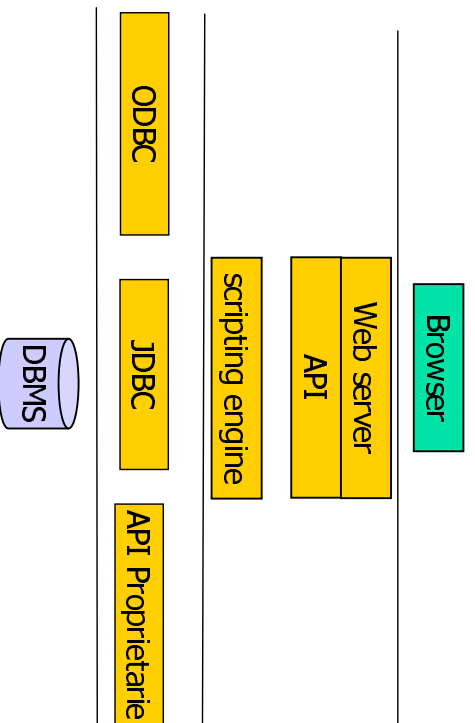 Browser
Web server
API
scripting engine
ODBC
JDBC
API Proprietarie
DBMS